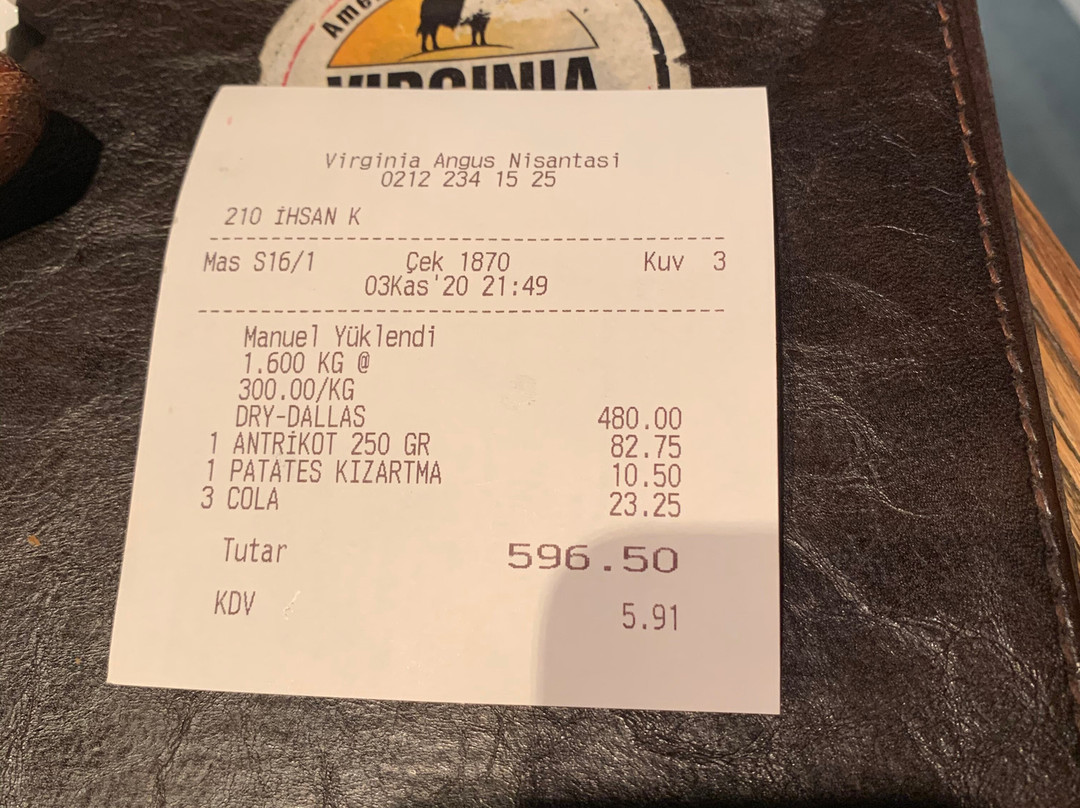 Ame
VIRGINIA
Virginia Angus Nisantasi
0212 234 15 25
210 İHSAN K
Mas S16/1 Çek 1870 Kuv 3
03Kas'20 21:49
Manuel Yüklendi
1.600 KG @
300.00/KG
DRY-DALLAS 480.00
1 ANTRİKOT 250 GR 82.75
1 PATATES KIZARTMA 10.50
3 COLA 23.25
Tutar 596.50
KDV 5.91